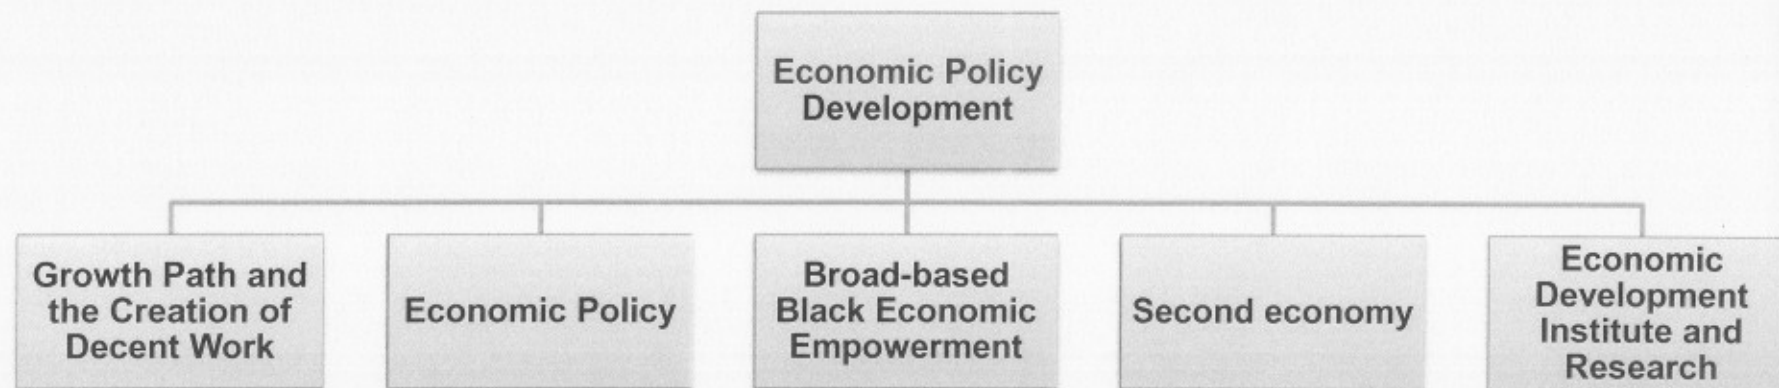 Economic Policy
Development
Growth Path and
the Creation of
Decent Work
Economic Policy
Broad-based
Black Economic
Empowerment
Second economy
Economic
Development
Institute and
Research